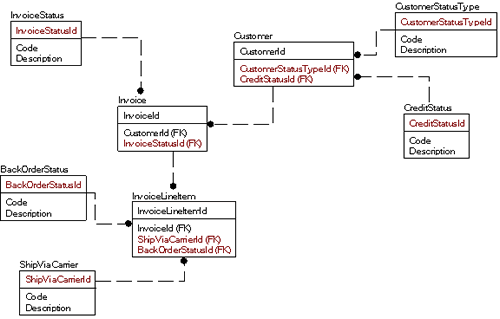 InvoiceStatus
InvoiceStatusId
Code
Description
Customer
CustomerId
CustomerStatusTypeId (FK)
CreditStatusId (FK)
CustomerStatusType
CustomerStatusTypeId
Code
Description
CreditStatus
CreditStatusId
Code
Description
Invoice
InvoiceId
CustomerId (FK)
InvoiceStatusId (FK)
BackOrderStatus
BackOrderStatusId
Code
Description
InvoiceLineItem
InvoiceLineItemId
InvoiceId (FK)
ShipViaCarrierId (FK)
BackOrderStatusId (FK)
ShipViaCarrier
ShipViaCarrierId
Code
Description